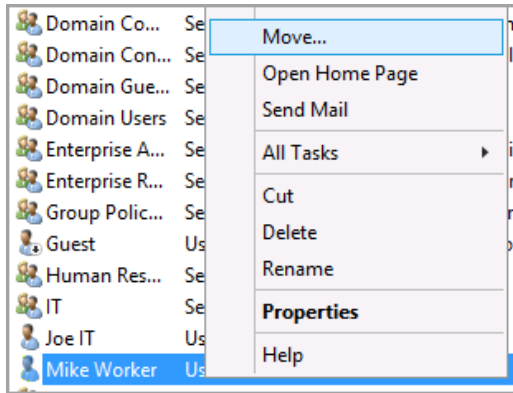 Domain Co... Se
Domain Con... Se
Domain Gue... Se
Domain Users Se
Enterprise A... Se
Enterprise R... Se
Group Polic... Se
Guest Us
Human Res... Se
IT Se
Joe IT Us
Mike Worker Us
Move...
Open Home Page
Send Mail
All Tasks
Cut
Delete
Rename
Properties
Help